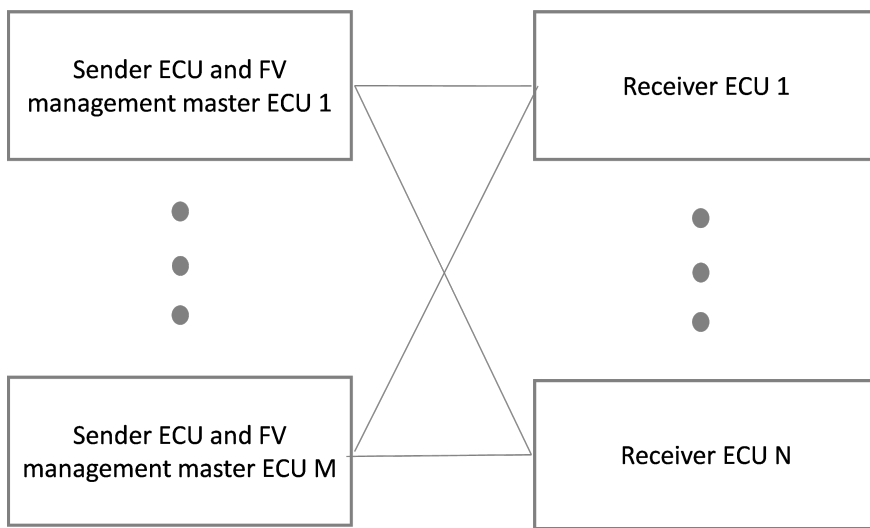 Sender ECU and FV
management master ECU 1
Receiver ECU 1
Sender ECU and FV
management master ECU M
Receiver ECU N